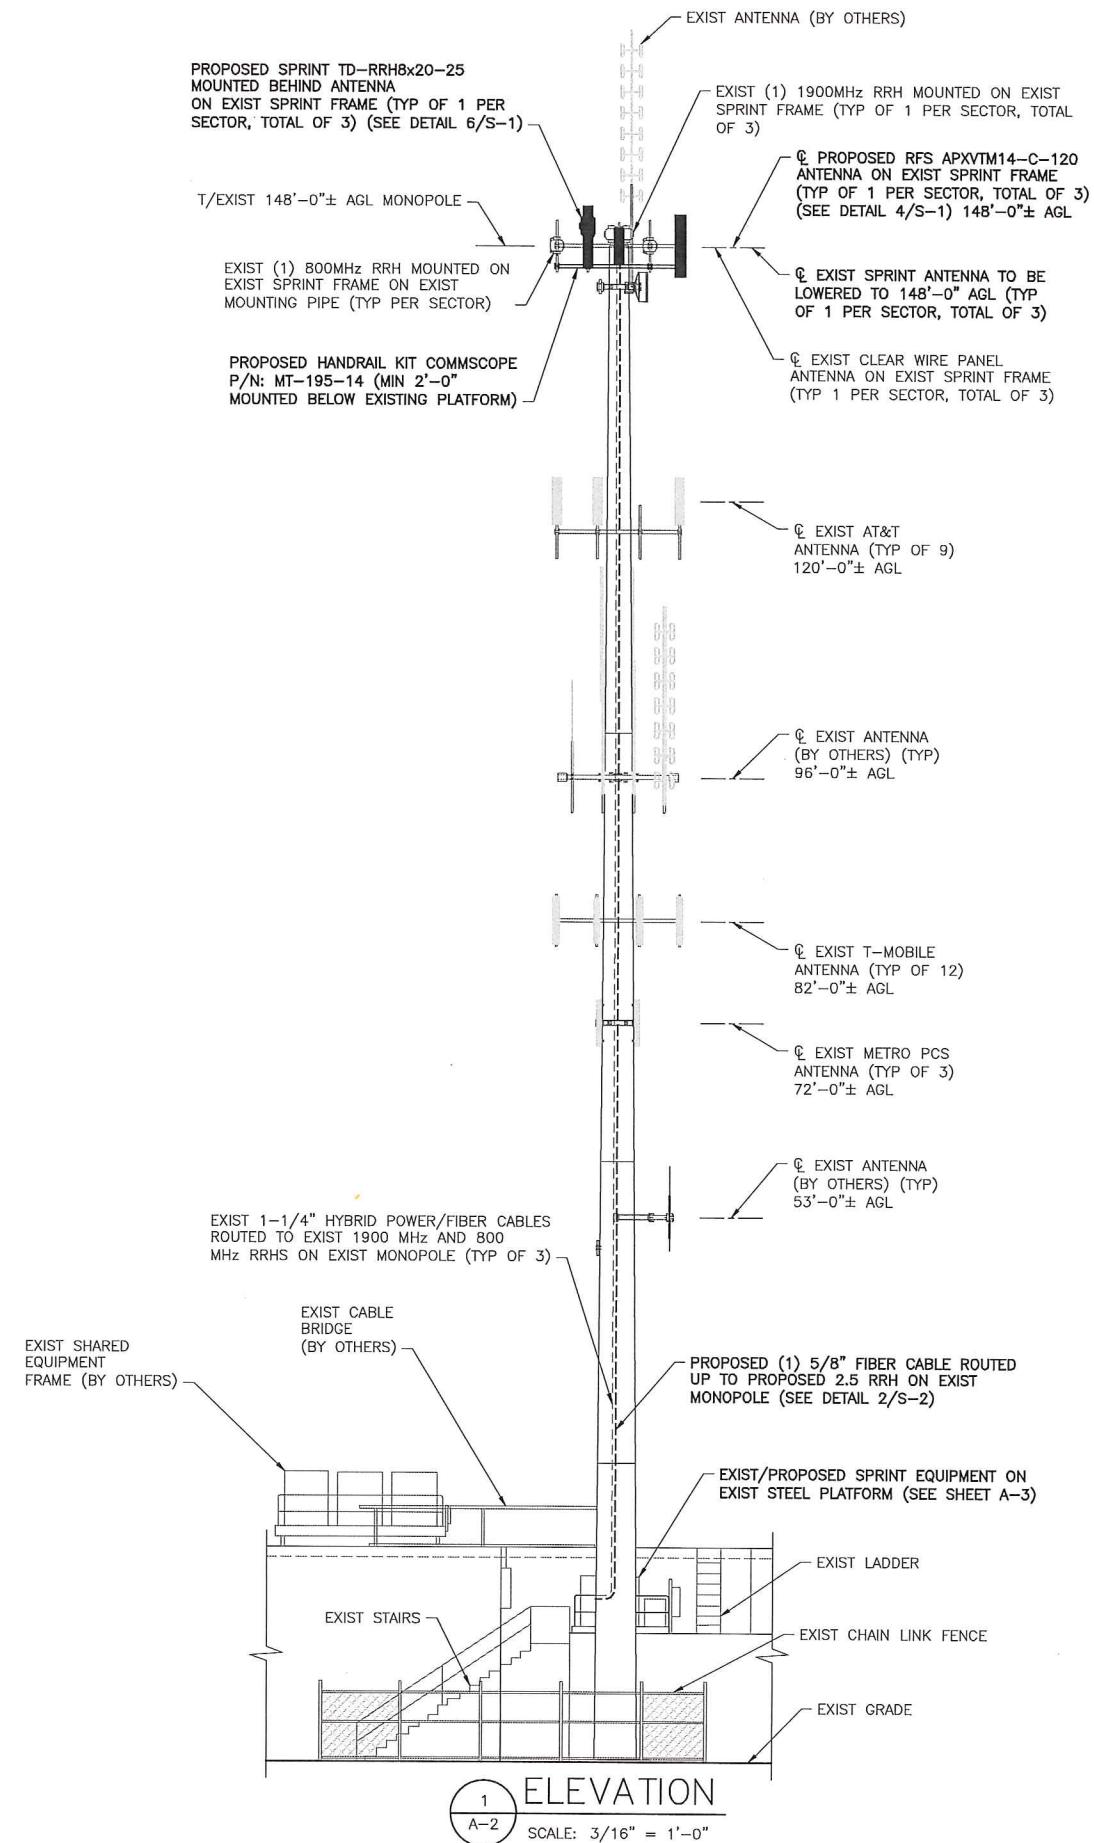 EXIST ANTENNA (BY OTHERS)
PROPOSED SPRINT TD-RRH8x20-25
MOUNTED BEHIND ANTENNA
ON EXIST SPRINT FRAME (TYP OF 1 PER
SECTOR, TOTAL OF 3) (SEE DETAIL 6/S-1)
EXIST (1) 1900MHz RRH MOUNTED ON EXIST
SPRINT FRAME (TYP OF 1 PER SECTOR, TOTAL
OF 3)
℄ PROPOSED RFS APXVTM14-C-120
ANTENNA ON EXIST SPRINT FRAME
(TYP OF 1 PER SECTOR, TOTAL OF 3)
(SEE DETAIL 4/S-1) 148'-0"± AGL
T/EXIST 148'-0"± AGL MONOPOLE
EXIST (1) 800MHz RRH MOUNTED ON
EXIST SPRINT FRAME ON EXIST
MOUNTING PIPE (TYP PER SECTOR)
℄ EXIST SPRINT ANTENNA TO BE
LOWERED TO 148'-0" AGL (TYP
OF 1 PER SECTOR, TOTAL OF 3)
PROPOSED HANDRAIL KIT COMMSCOPE
P/N: MT-195-14 (MIN 2'-0"
MOUNTED BELOW EXISTING PLATFORM)
℄ EXIST CLEAR WIRE PANEL
ANTENNA ON EXIST SPRINT FRAME
(TYP 1 PER SECTOR, TOTAL OF 3)
℄ EXIST AT&T
ANTENNA (TYP OF 9)
120'-0"± AGL
℄ EXIST ANTENNA
(BY OTHERS) (TYP)
96'-0"± AGL
℄ EXIST T-MOBILE
ANTENNA (TYP OF 12)
82'-0"± AGL
℄ EXIST METRO PCS
ANTENNA (TYP OF 3)
72'-0"± AGL
℄ EXIST ANTENNA
(BY OTHERS) (TYP)
53'-0"± AGL
EXIST 1-1/4" HYBRID POWER/FIBER CABLES
ROUTED TO EXIST 1900 MHz AND 800
MHz RRHS ON EXIST MONOPOLE (TYP OF 3)
EXIST CABLE
BRIDGE
(BY OTHERS)
EXIST SHARED
EQUIPMENT
FRAME (BY OTHERS)
PROPOSED (1) 5/8" FIBER CABLE ROUTED
UP TO PROPOSED 2.5 RRH ON EXIST
MONOPOLE (SEE DETAIL 2/S-2)
EXIST/PROPOSED SPRINT EQUIPMENT ON
EXIST STEEL PLATFORM (SEE SHEET A-3)
EXIST LADDER
EXIST STAIRS
EXIST CHAIN LINK FENCE
EXIST GRADE
1
A-2
ELEVATION
SCALE: 3/16" = 1'-0"